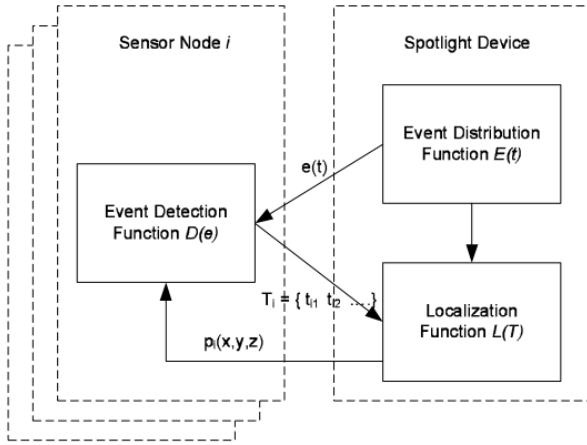 Sensor Node i
Spotlight Device
Event Distribution
Function E(t)
e(t)
Event Detection
Function D(e)
Tᵢ = { tᵢ₁ tᵢ₂ ....}
Localization
Function L(T)
pᵢ(x,y,z)